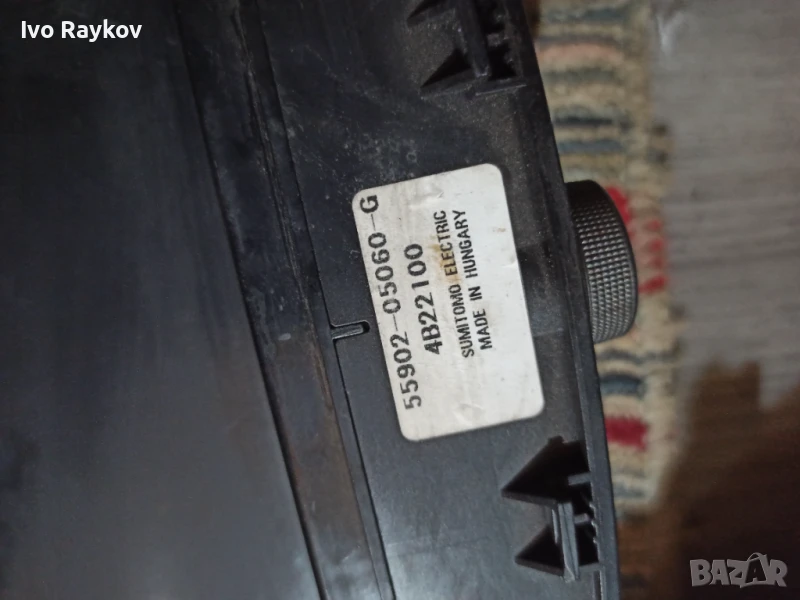 Ivo Raykov
55902-05060-G
4B22100
SUMITOMO ELECTRIC
MADE IN HUNGARY
BAZAR